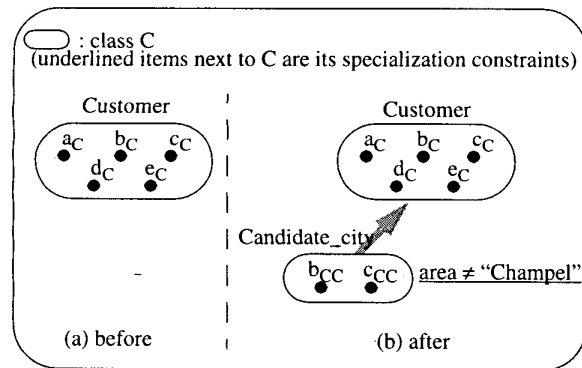 : class C
(underlined items next to C are its specialization constraints)
Customer
aC bC cC
dC eC
(a) before
Customer
aC bC cC
dC eC
Candidate_city
bCC cCC
area ≠ “Champel”
(b) after